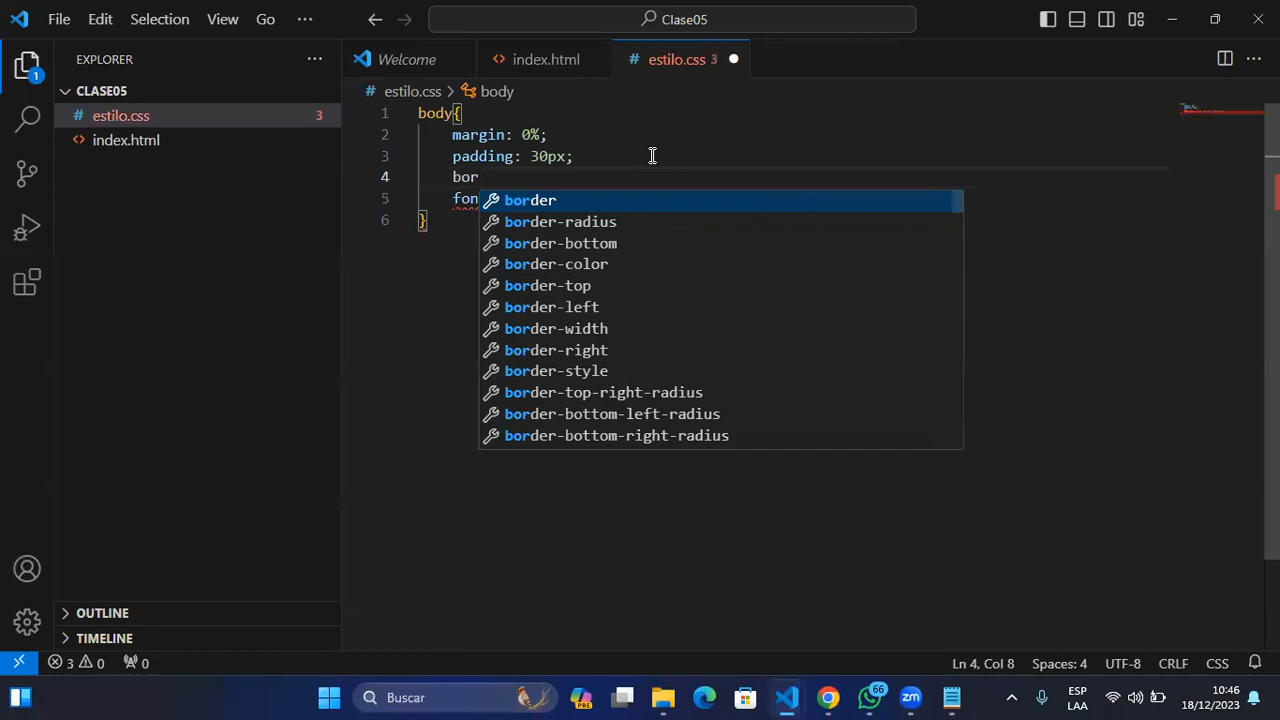 File Edit Selection View Go ··· Clase05
EXPLORER ···
Welcome index.html estilo.css 3
CLASE05
estilo.css 3
index.html
estilo.css > body
1 body{
2 margin: 0%;
3 padding: 30px;
4 bor
5 fon
6 }
border
border-radius
border-bottom
border-color
border-top
border-left
border-width
border-right
border-style
border-top-right-radius
border-bottom-left-radius
border-bottom-right-radius
1
OUTLINE
TIMELINE
3 0 0 Ln 4, Col 8 Spaces: 4 UTF-8 CRLF CSS
Buscar PRE 66 zm ESP LAA 10:46 18/12/2023